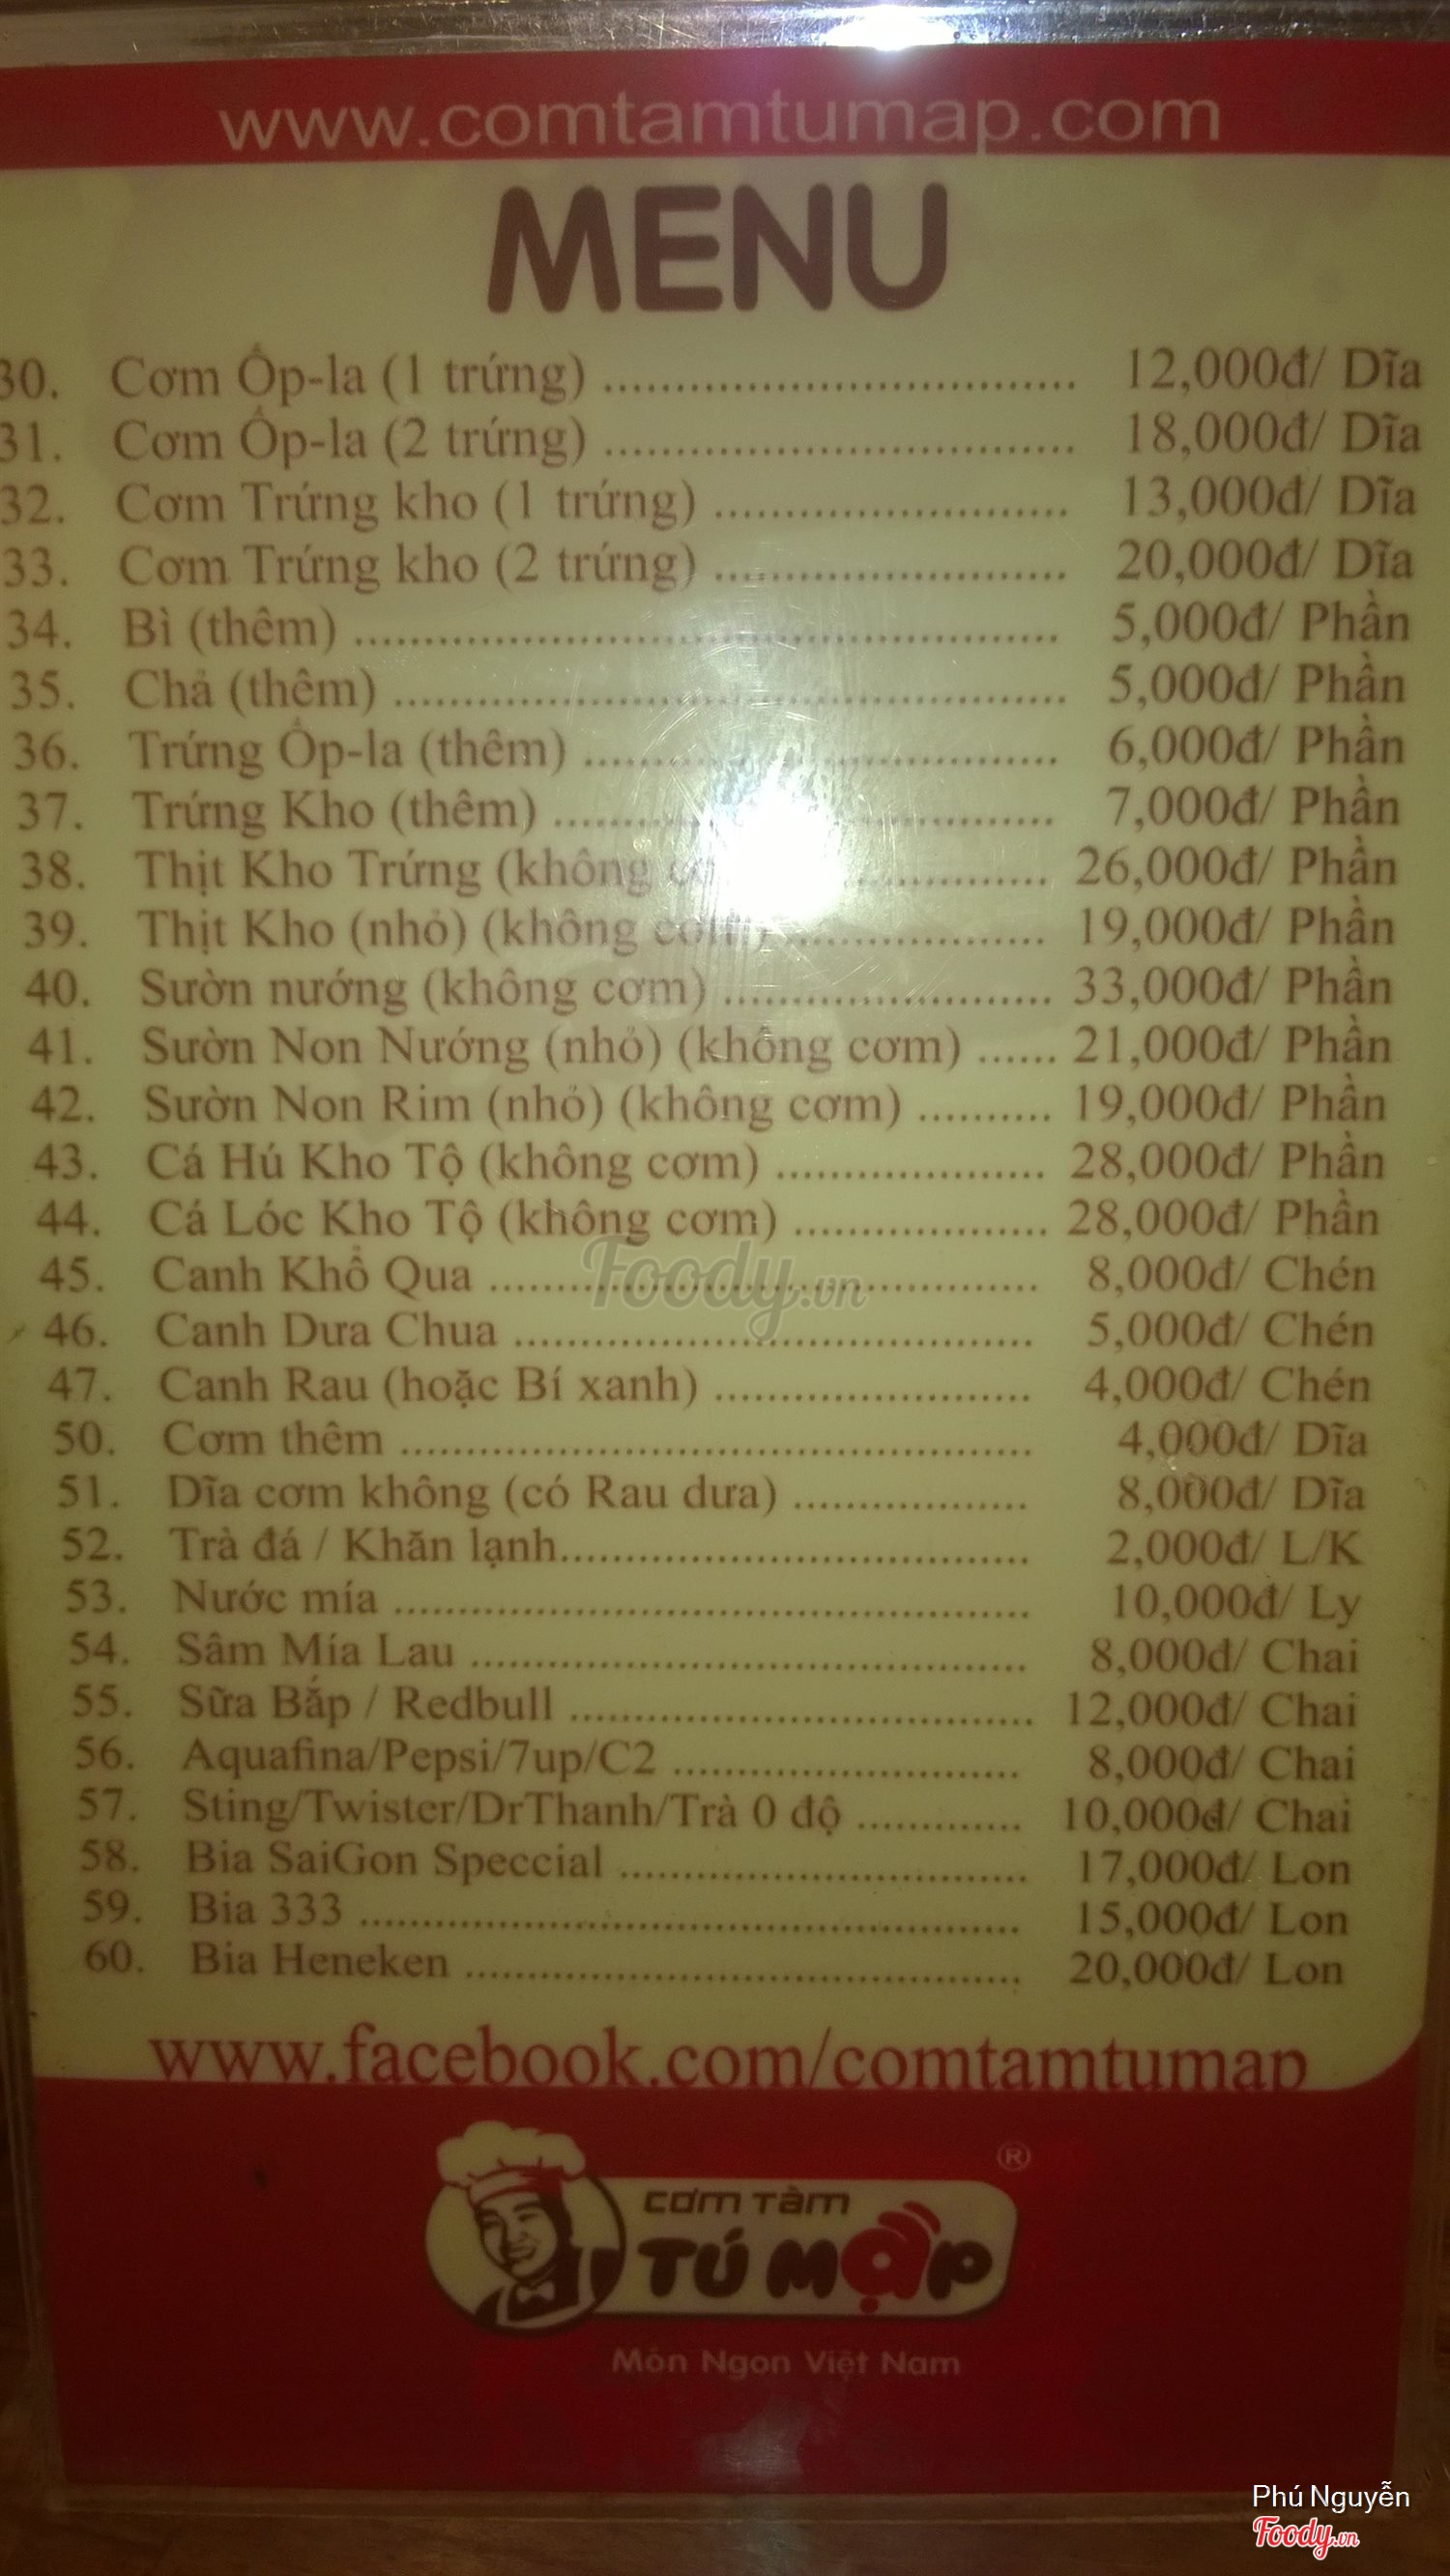 www.comtamtumap.com
MENU
30. Cơm Ốp-la (1 trứng) ................................. 12,000đ/ Dĩa
31. Cơm Ốp-la (2 trứng) ................................. 18,000đ/ Dĩa
32. Cơm Trứng kho (1 trứng) ......................... 13,000đ/ Dĩa
33. Cơm Trứng kho (2 trứng) ......................... 20,000đ/ Dĩa
34. Bì (thêm) .................................................. 5,000đ/ Phần
35. Chả (thêm) ................................................ 5,000đ/ Phần
36. Trứng Ốp-la (thêm) .................................. 6,000đ/ Phần
37. Trứng Kho (thêm) .................................... 7,000đ/ Phần
38. Thịt Kho Trứng (không ............ 26,000đ/ Phần
39. Thịt Kho (nhỏ) (không cơm) .................. 19,000đ/ Phần
40. Sườn nướng (không cơm) ....................... 33,000đ/ Phần
41. Sườn Non Nướng (nhỏ) (không cơm) ...... 21,000đ/ Phần
42. Sườn Non Rim (nhỏ) (không cơm) .......... 19,000đ/ Phần
43. Cá Hú Kho Tộ (không cơm) ................... 28,000đ/ Phần
44. Cá Lóc Kho Tộ (không cơm) .................. 28,000đ/ Phần
45. Canh Khổ Qua ....................................... 8,000đ/ Chén
46. Canh Dưa Chua ..................................... 5,000đ/ Chén
47. Canh Rau (hoặc Bí xanh) ....................... 4,000đ/ Chén
50. Cơm thêm .............................................. 4,000đ/ Dĩa
51. Dĩa cơm không (có Rau dưa) ................. 8,000đ/ Dĩa
52. Trà đá / Khăn lạnh.................................. 2,000đ/ L/K
53. Nước mía ............................................... 10,000đ/ Ly
54. Sâm Mía Lau ......................................... 8,000đ/ Chai
55. Sữa Bắp / Redbull .................................. 12,000đ/ Chai
56. Aquafina/Pepsi/7up/C2 .......................... 8,000đ/ Chai
57. Sting/Twister/DrThanh/Trà 0 độ ............. 10,000đ/ Chai
58. Bia SaiGon Speccial ............................... 17,000đ/ Lon
59. Bia 333 .................................................. 15,000đ/ Lon
60. Bia Heneken .......................................... 20,000đ/ Lon
Foody.vn
www.facebook.com/comtamtumap
®
CƠM TẤM
TÚ MẬP
Món Ngon Việt Nam
Phú Nguyễn
Foody.vn